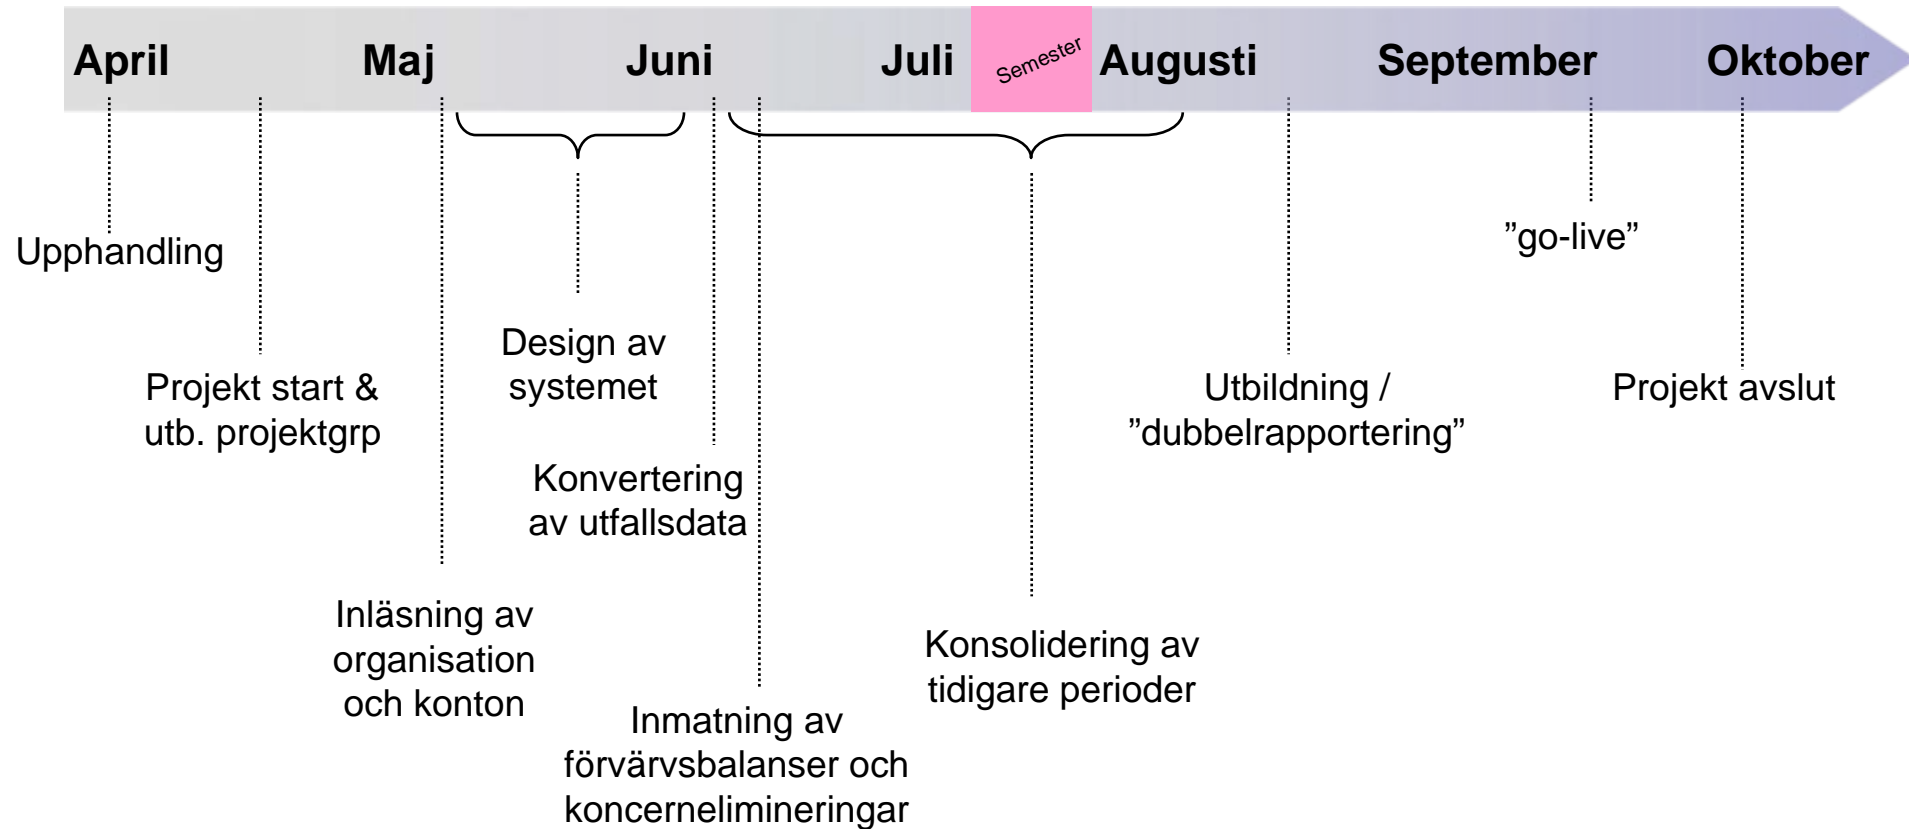 April Maj Juni Juli Semester Augusti September Oktober
Upphandling
”go-live”
Design av
systemet
Projekt start &
utb. projektgrp
Utbildning /
”dubbelrapportering”
Projekt avslut
Konvertering
av utfallsdata
Inläsning av
organisation
och konton
Konsolidering av
tidigare perioder
Inmatning av
förvärvsbalanser och
koncernelimineringar